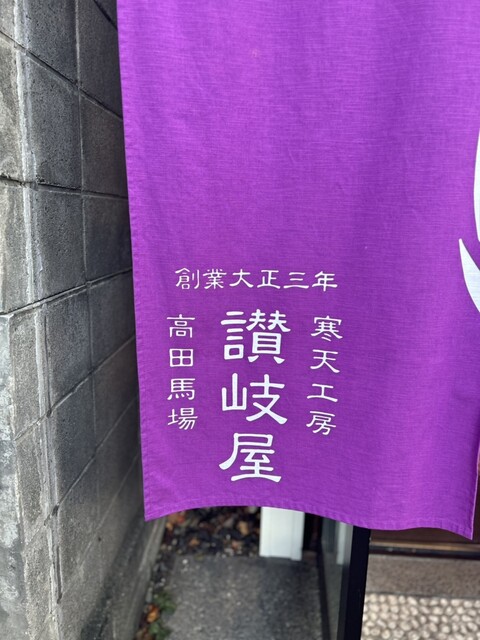 創業大正三年
寒天工房
讃岐屋
高田馬場